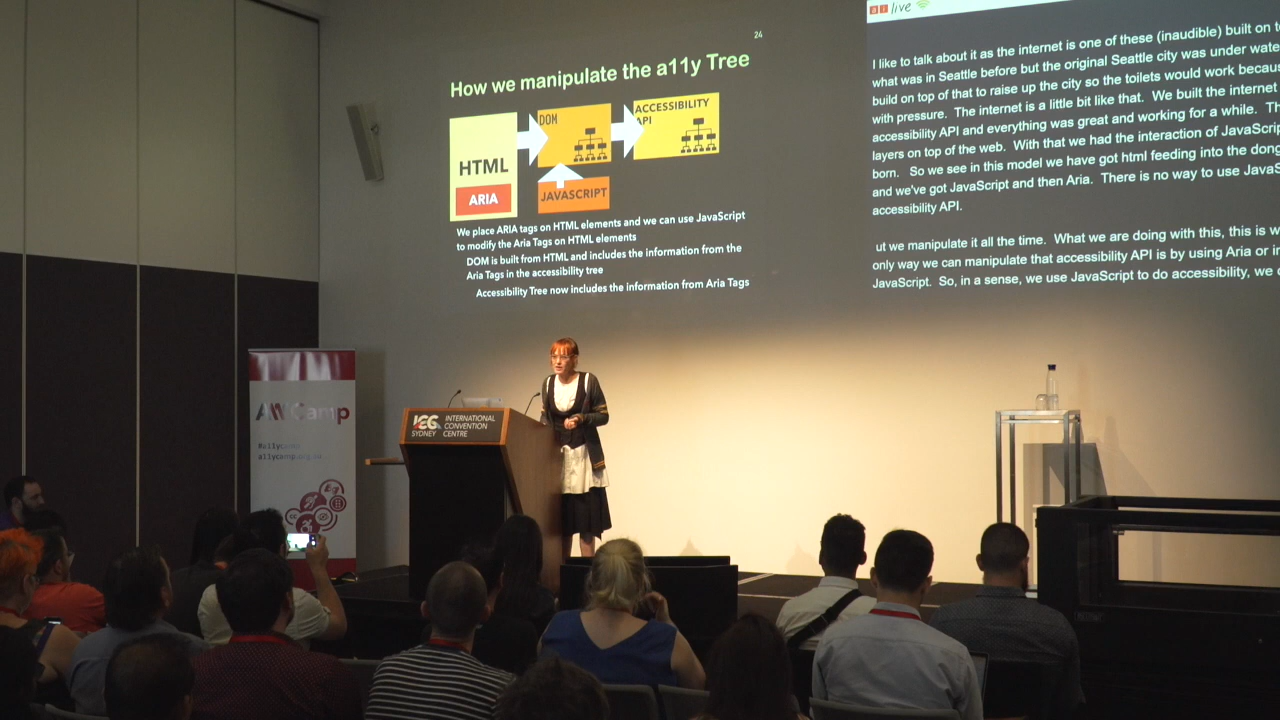 24
How we manipulate the a11y Tree
HTML
ARIA
DOM
JAVASCRIPT
ACCESSIBILITY
API
We place ARIA tags on HTML elements and we can use JavaScript
to modify the Aria Tags on HTML elements
DOM is built from HTML and includes the information from the
Aria Tags in the accessibility tree
Accessibility Tree now includes the information from Aria Tags
ai live
I like to talk about it as the internet is one of these (inaudible) built on
what was in Seattle before but the original Seattle city was under
build on top of that to raise up the city so the toilets would work
with pressure. The internet is a little bit like that. We built the internet
accessibility API and everything was great and working for a while.
layers on top of the web. With that we had the interaction of
born. So we see in this model we have got html feeding into the dong
and we've got JavaScript and then Aria. There is no way to use
accessibility API.
ut we manipulate it all the time. What we are doing with this, this is
only way we can manipulate that accessibility API is by using Aria or
JavaScript. So, in a sense, we use JavaScript to do accessibility, we
ICC
SYDNEY
INTERNATIONAL
CONVENTION
CENTRE
Camp